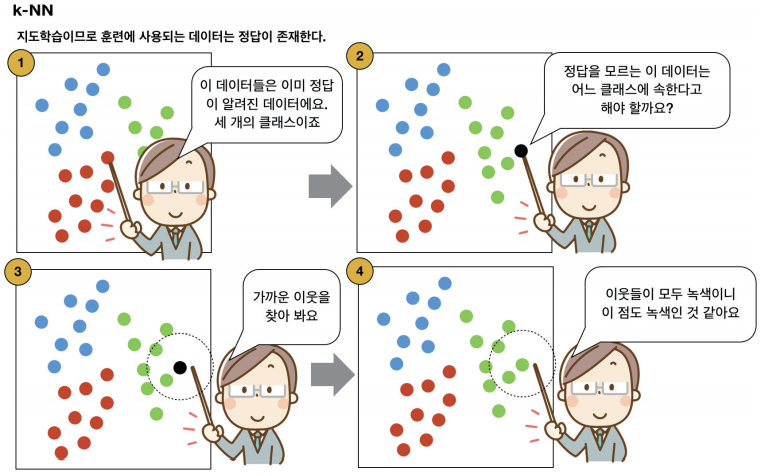 k-NN
지도학습이므로 훈련에 사용되는 데이터는 정답이 존재한다.
1
이 데이터들은 이미 정답
이 알려진 데이터에요.
세 개의 클래스이죠
2
정답을 모르는 이 데이터는
어느 클래스에 속한다고
해야 할까요?
3
가까운 이웃을
찾아 봐요
4
이웃들이 모두 녹색이니
이 점도 녹색인 것 같아요